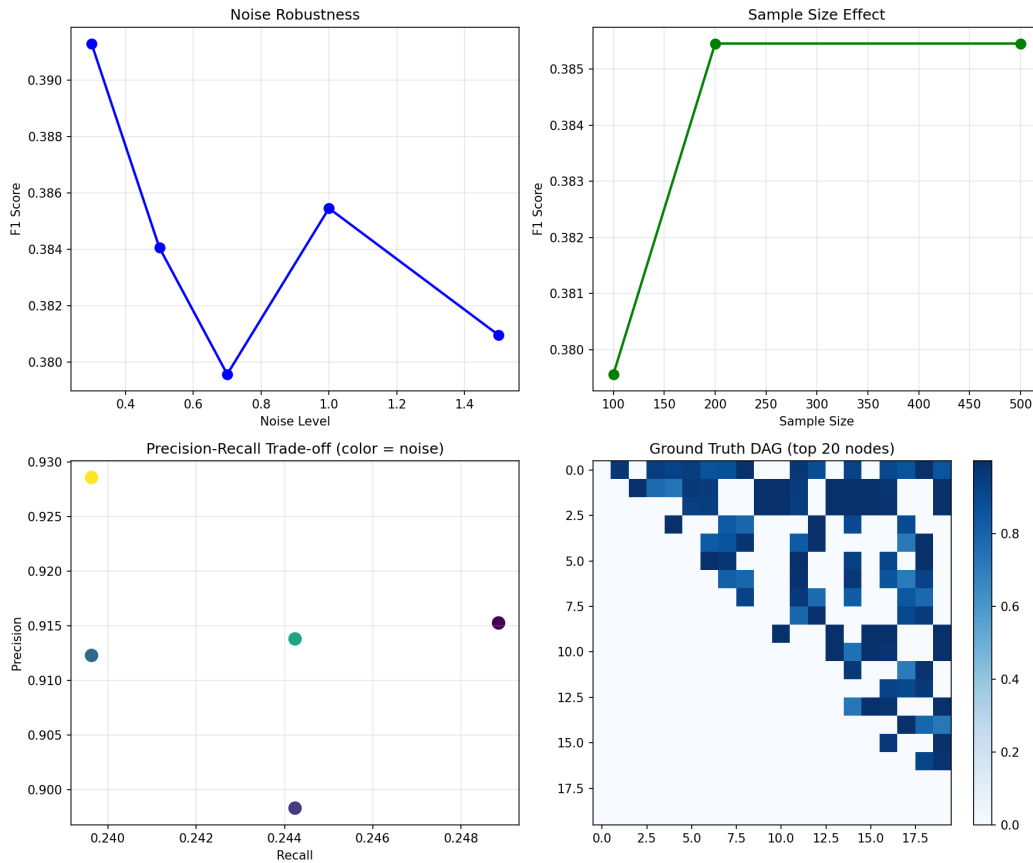 Noise Robustness
F1 Score
0.390
0.388
0.386
0.384
0.382
0.380
0.4 0.6 0.8 1.0 1.2 1.4
Noise Level
Sample Size Effect
F1 Score
0.385
0.384
0.383
0.382
0.381
0.380
100 150 200 250 300 350 400 450 500
Sample Size
Precision-Recall Trade-off (color = noise)
Precision
0.930
0.925
0.920
0.915
0.910
0.905
0.900
0.240 0.242 0.244 0.246 0.248
Recall
Ground Truth DAG (top 20 nodes)
0.0
2.5
5.0
7.5
10.0
12.5
15.0
17.5
0.0 2.5 5.0 7.5 10.0 12.5 15.0 17.5
0.8
0.6
0.4
0.2
0.0